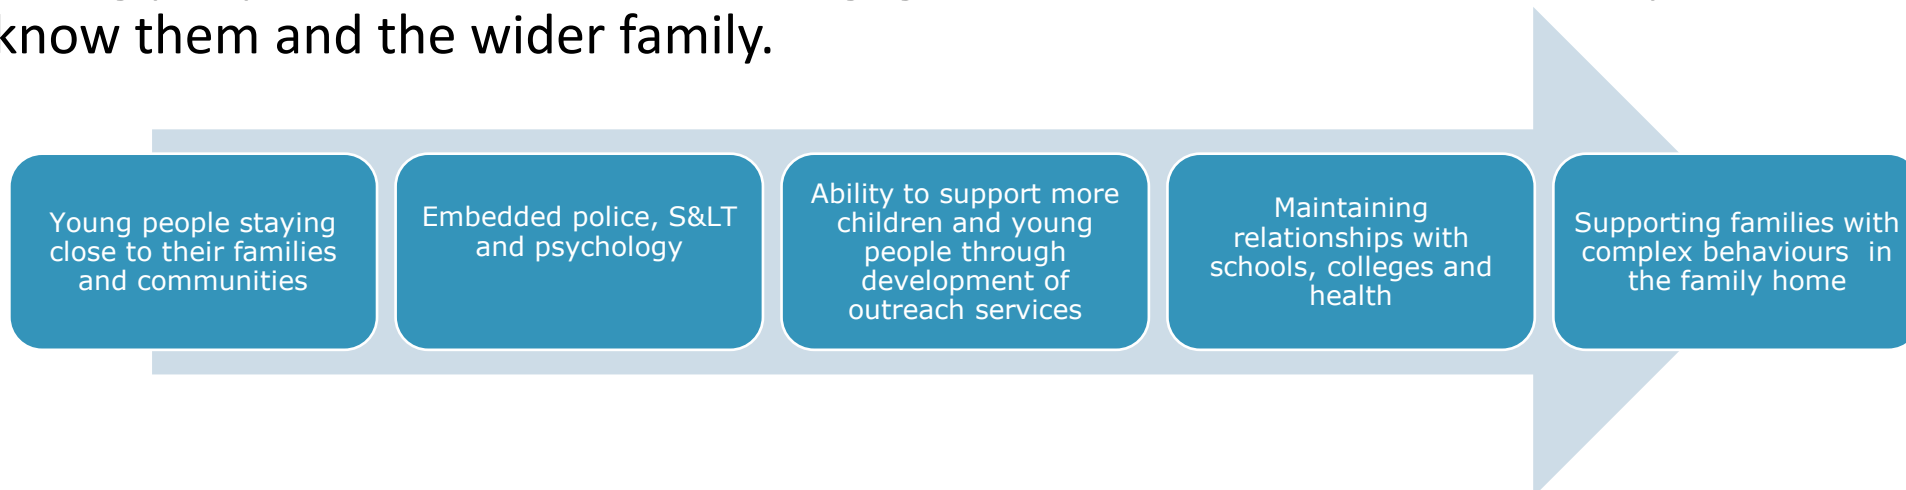 know them and the wider family.
Young people staying
close to their families
and communities
Embedded police, S&LT
and psychology
Ability to support more
children and young
people through
development of
outreach services
Maintaining
relationships with
schools, colleges and
health
Supporting families with
complex behaviours  in
the family home